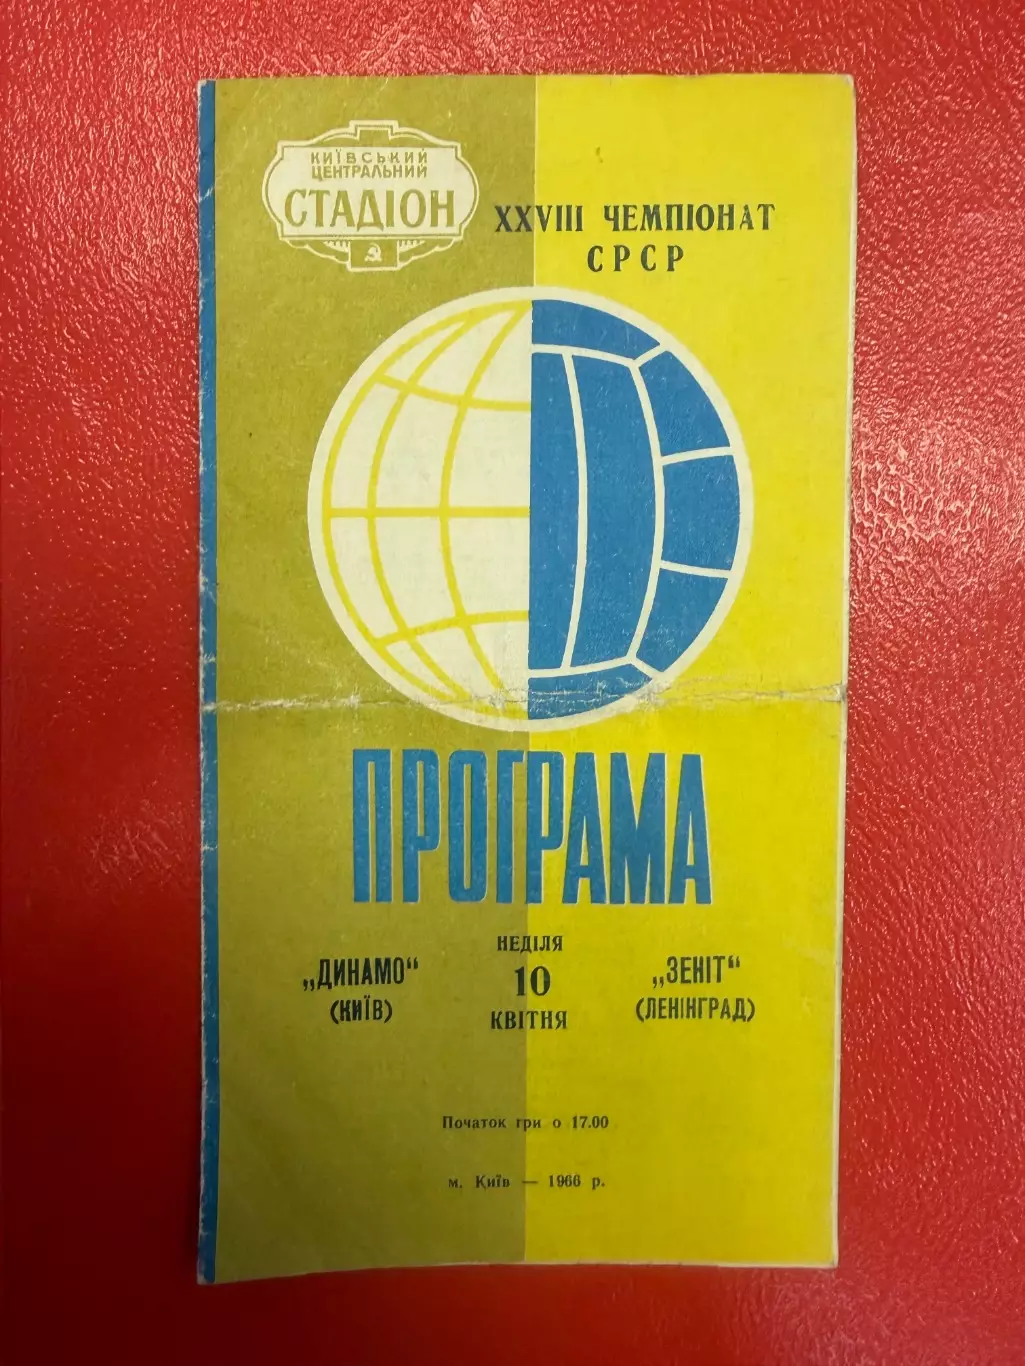 КИЇВСЬКИЙ
ЦЕНТРАЛЬНИЙ
СТАДІОН
XXVIII ЧЕМПІОНАТ
СРСР
ПРОГРАМА
„ДИНАМО“
(КИЇВ)
НЕДІЛЯ
10
КВІТНЯ
„ЗЕНІТ“
(ЛЕНІНГРАД)
Початок гри о 17.00
м. Київ — 1966 р.